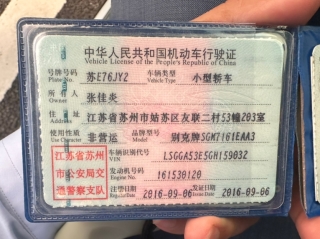 中华人民共和国机动车行驶证
Vehicle License of the People's Republic of China
号牌号码 苏E76JY2 车辆类型 小型轿车
Plate No. Vehicle Type
所有人 张佳炎
Owner
住址 江苏省苏州市姑苏区友联二村53幢203室
Address
使用性质 非营运 品牌型号 别克牌SGM7161EAA3
Use Character Model
江苏省苏州 车辆识别代号 LSGGA53E5GH159032
VIN
市公安局交 发动机号码 161530120
Engine No.
通警察支队 注册日期 2016-09-06 发证日期 2016-09-06
Register Date Issue Date